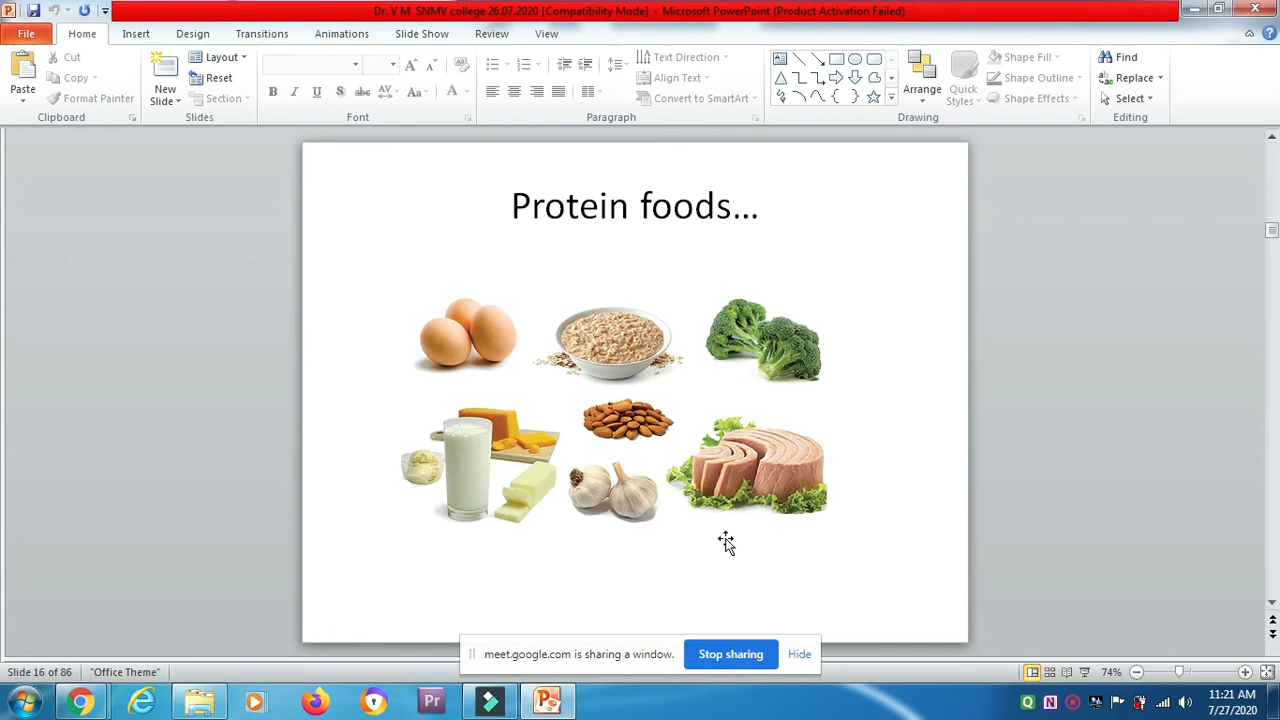 Dr. V M  SNMV college 26.07.2020 [Compatibility Mode] - Microsoft PowerPoint (Product Activation Failed)
File Home Insert Design Transitions Animations Slide Show Review View
Paste
Cut
Copy
Format Painter
Clipboard
New Slide
Layout
Reset
Section
Slides
B I U S abc AV Aa A
Font
Text Direction
Align Text
Convert to SmartArt
Paragraph
Arrange
Quick Styles
Shape Fill
Shape Outline
Shape Effects
Drawing
Find
Replace
Select
Editing
Protein foods...
meet.google.com is sharing a window. Stop sharing Hide
Slide 16 of 86 "Office Theme" 74%
Pr
11:21 AM
7/27/2020